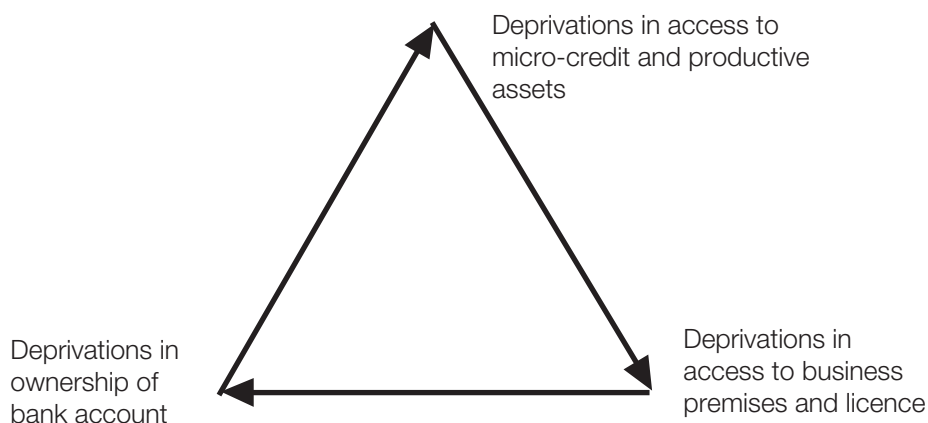 Deprivations in access to
micro-credit and productive
assets
Deprivations in
ownership of
bank account
Deprivations in
access to business
premises and licence